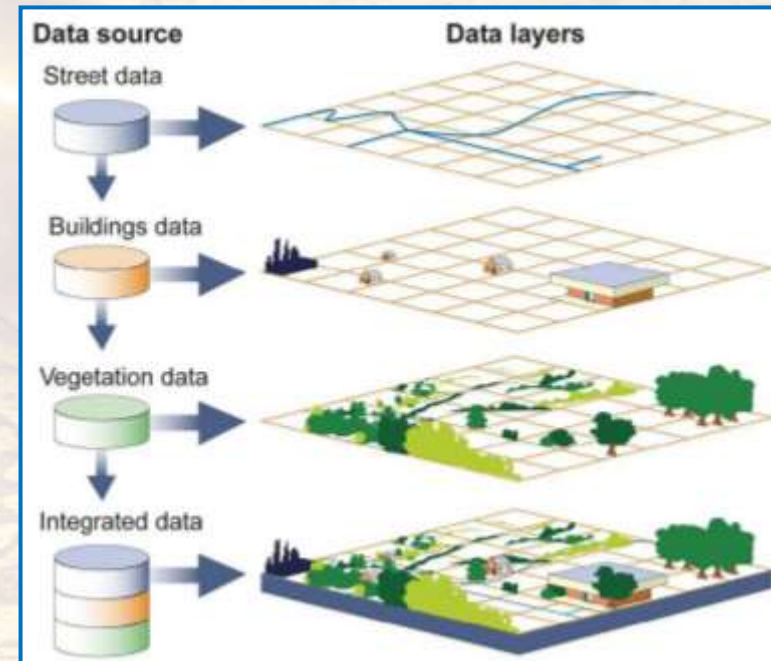 Data source
Data layers
Street data
Buildings data
Vegetation data
Integrated data